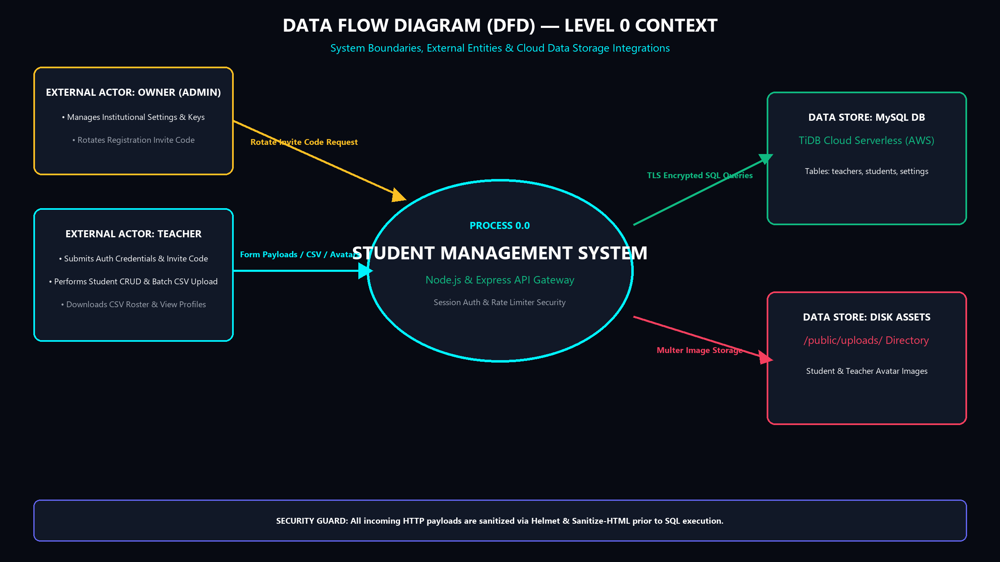 DATA FLOW DIAGRAM (DFD) — LEVEL 0 CONTEXT
System Boundaries, External Entities & Cloud Data Storage Integrations
EXTERNAL ACTOR: OWNER (ADMIN)
• Manages Institutional Settings & Keys
• Rotates Registration Invite Code
Rotate Invite Code Request
EXTERNAL ACTOR: TEACHER
• Submits Auth Credentials & Invite Code
• Performs Student CRUD & Batch CSV Upload
• Downloads CSV Roster & View Profiles
Form Payloads / CSV / Avatars
PROCESS 0.0
STUDENT MANAGEMENT SYSTEM
Node.js & Express API Gateway
Session Auth & Rate Limiter Security
TLS Encrypted SQL Queries
DATA STORE: MySQL DB
TiDB Cloud Serverless (AWS)
Tables: teachers, students, settings
Multer Image Storage
DATA STORE: DISK ASSETS
/public/uploads/ Directory
Student & Teacher Avatar Images
SECURITY GUARD: All incoming HTTP payloads are sanitized via Helmet & Sanitize-HTML prior to SQL execution.